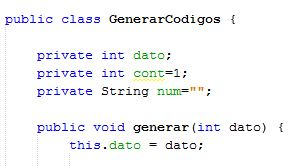 public class GenerarCodigos {
private int dato;
private int cont=1;
private String num="";
public void generar(int dato) {
this.dato = dato;